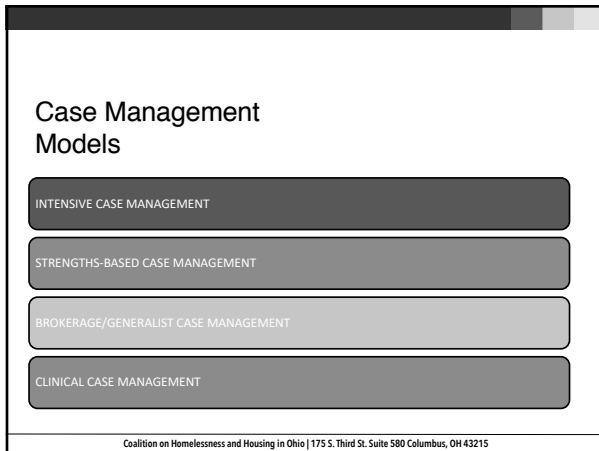 Case Management
Models
INTENSIVE CASE MANAGEMENT
STRENGTHS-BASED CASE MANAGEMENT
BROKERAGE/GENERALIST CASE MANAGEMENT
CLINICAL CASE MANAGEMENT
Coalition on Homelessness and Housing in Ohio | 175 S. Third St. Suite 580 Columbus, OH 43215